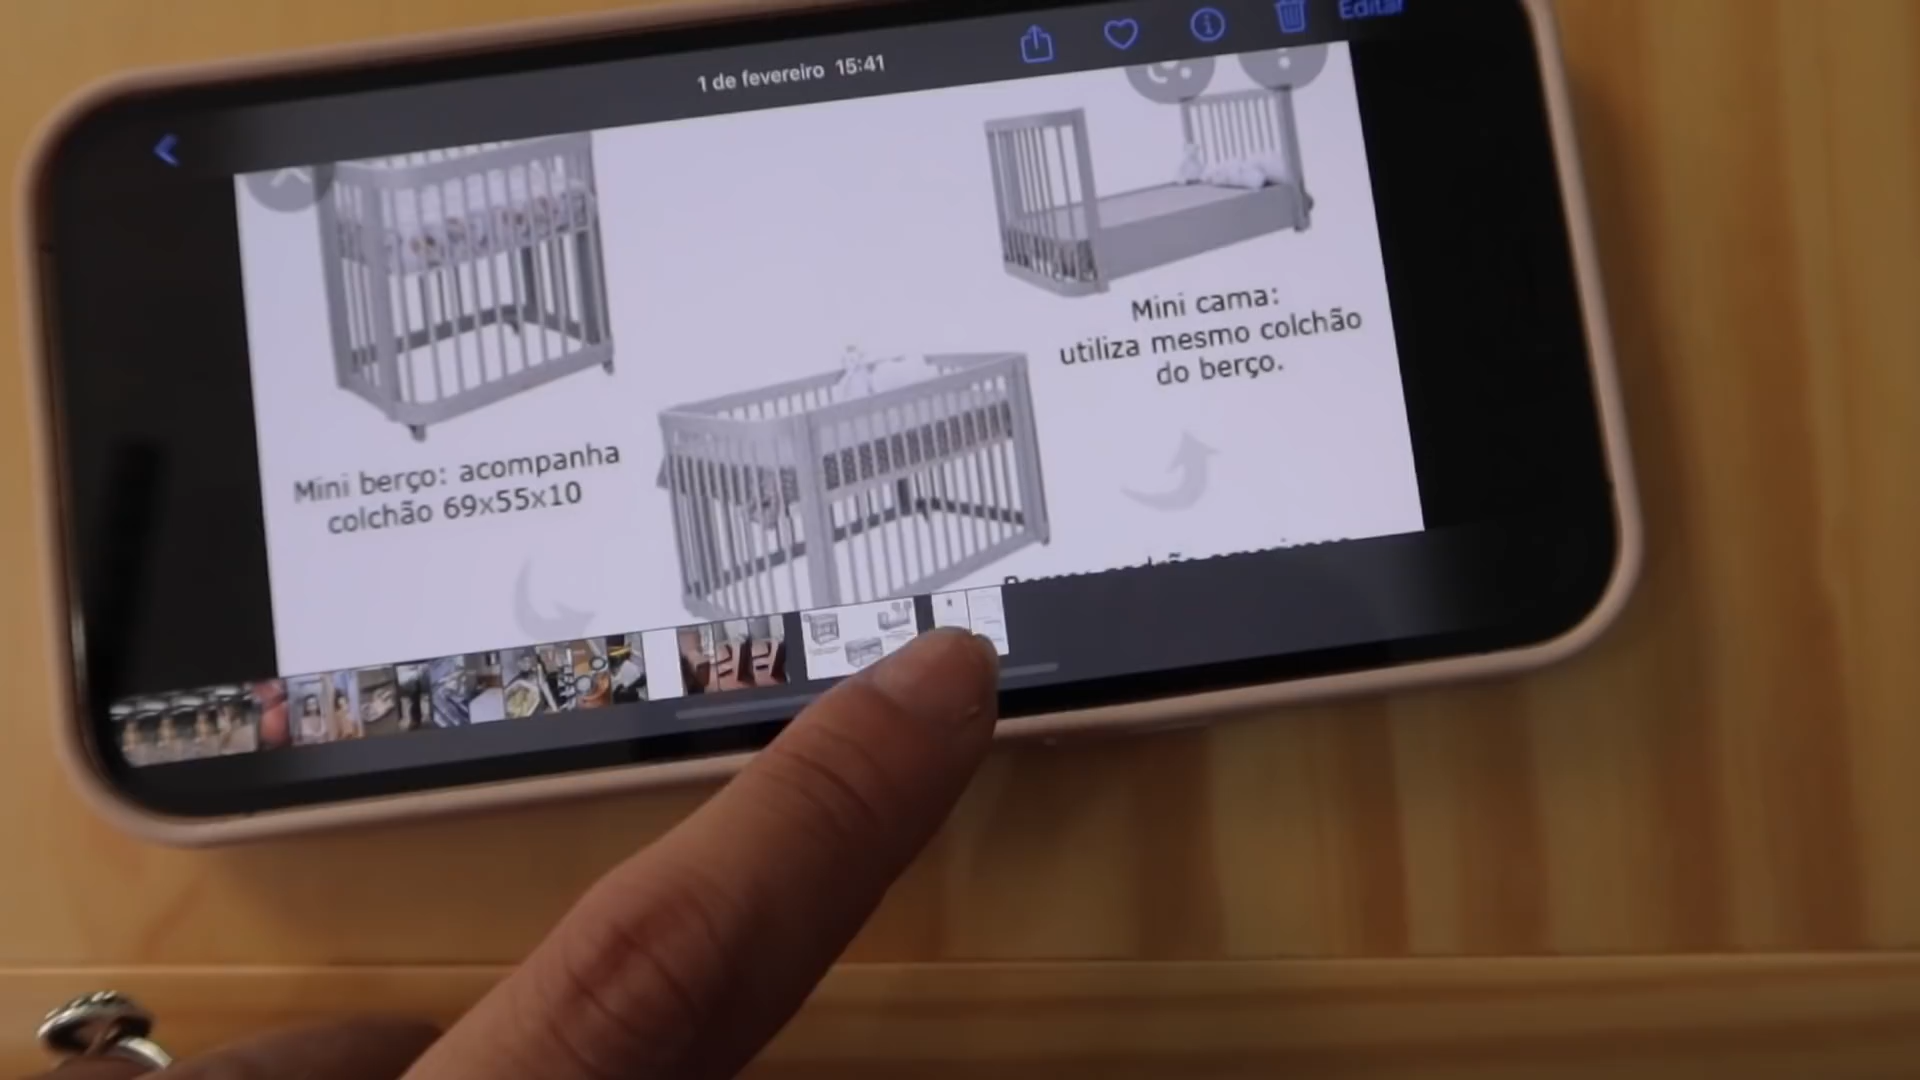 1 de fevereiro 15:41
Editar
Mini berço: acompanha
colchão 69x55x10
Mini cama:
utiliza mesmo colchão
do berço.